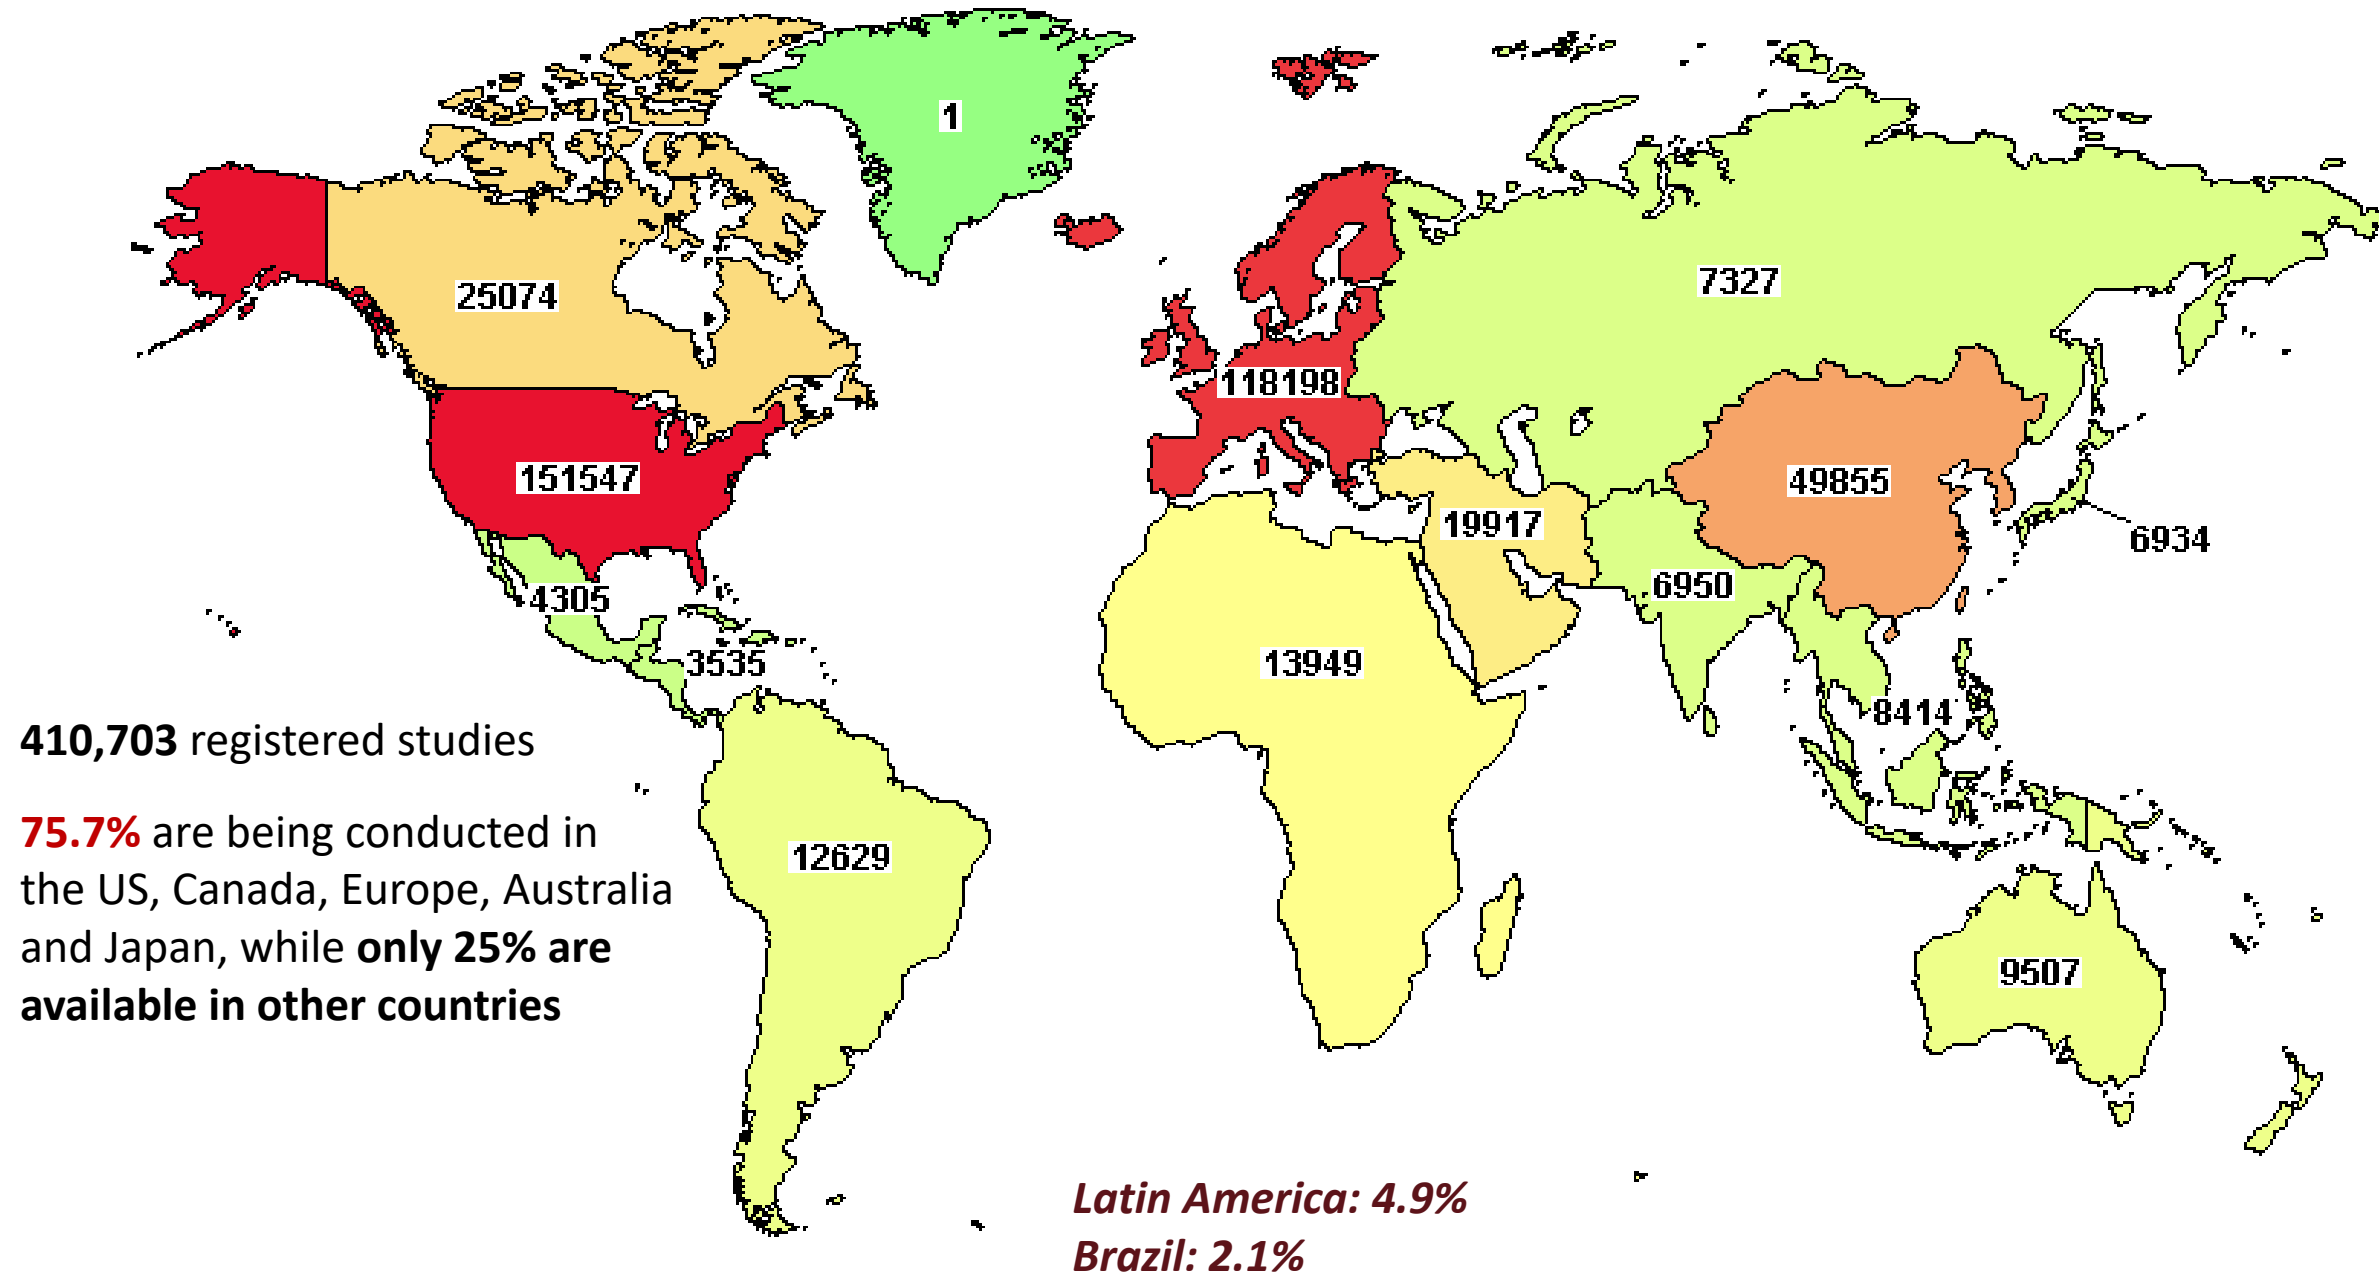 1
25074
7327
118198
151547
49855
19917
6934
6950
4305
3535
13949
8414
410,703 registered studies
75.7% are being conducted in
the US, Canada, Europe, Australia
and Japan, while only 25% are
available in other countries
12629
9507
Latin America: 4.9%
Brazil: 2.1%